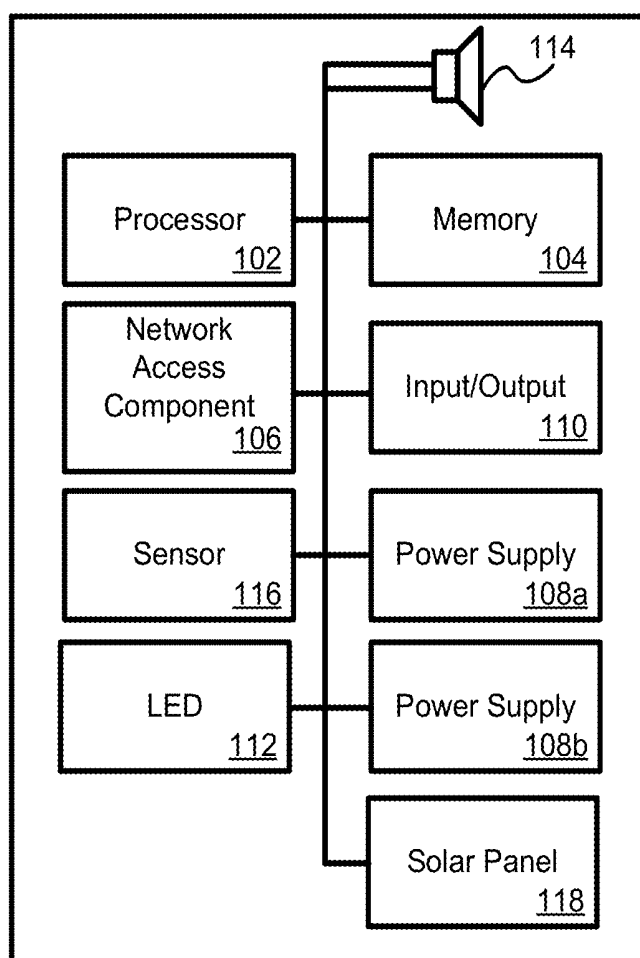 114
Processor
102
Memory
104
Network
Access
Component
106
Input/Output
110
Sensor
116
Power Supply
108a
LED
112
Power Supply
108b
Solar Panel
118